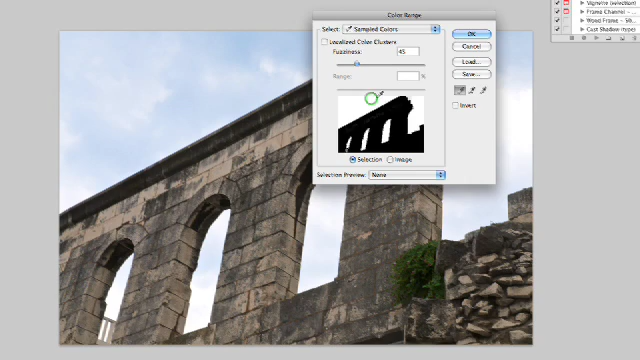 Color Range
Select: Sampled Colors
Localized Color Clusters
Fuzziness: 45
Range: %
Selection Image
Selection Preview: None
OK
Cancel
Load...
Save...
Invert
Vignette (selection)
Frame Channel - ...
Wood Frame - 50...
Cast Shadow (type)